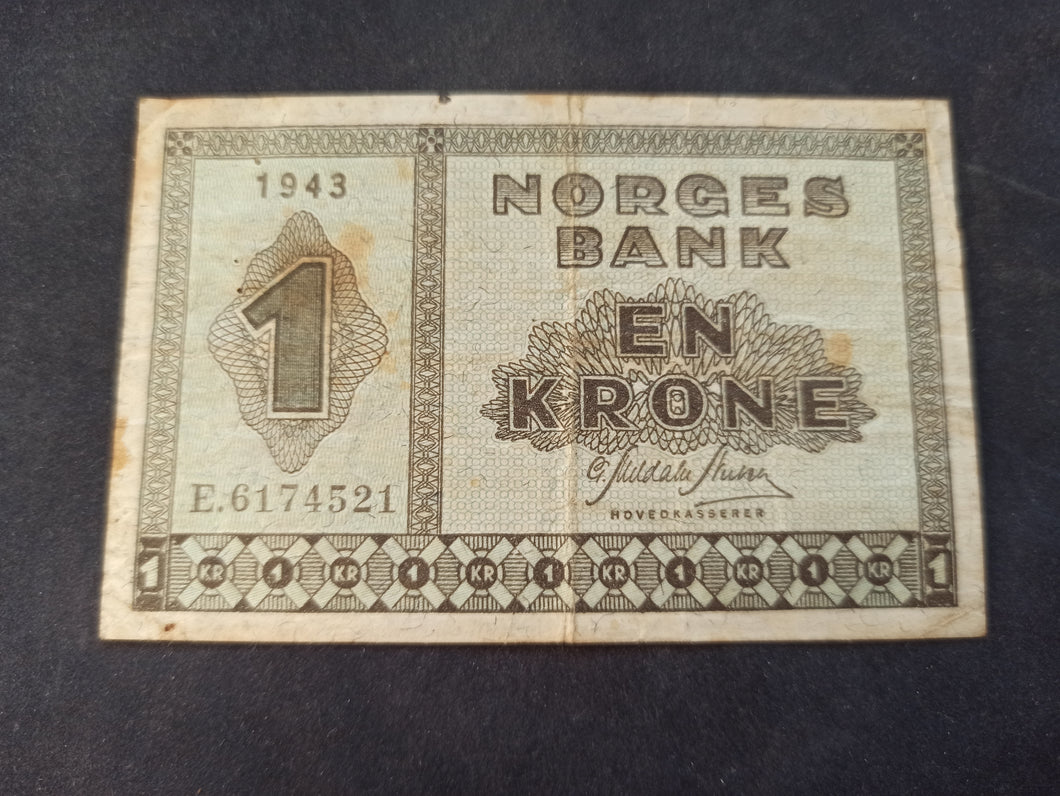 1943
1
E.6174521
NORGES
BANK
EN
KRONE
HOVEDKASSERER
1 KR 1 KR 1 KR 1 KR 1 KR 1 KR 1